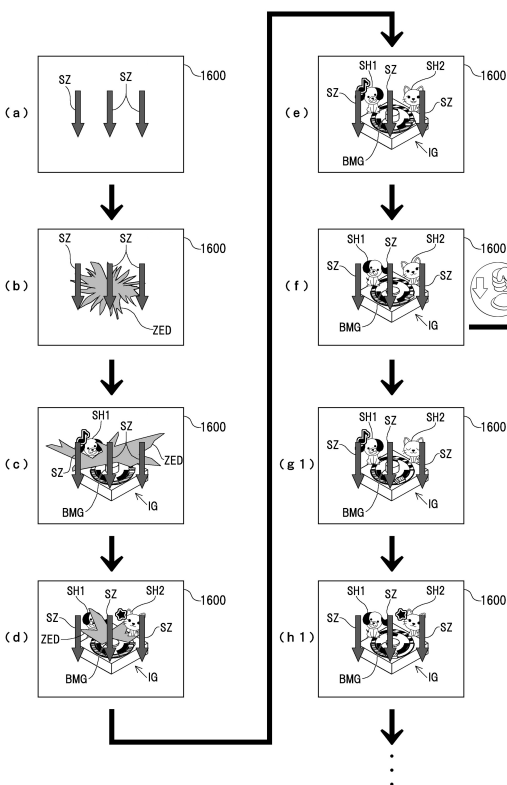 (a)
SZ
SZ
1600
(b)
SZ
SZ
1600
ZED
(c)
SH1
SZ
1600
ZED
SZ
BMG
IG
(d)
SH1
SZ
SH2
1600
SZ
ZED
SZ
BMG
IG
(e)
SH1
SZ
SH2
1600
SZ
SZ
BMG
IG
(f)
SH1
SZ
SH2
1600
SZ
SZ
BMG
IG
(g1)
SH1
SZ
SH2
1600
SZ
SZ
BMG
IG
(h1)
SH1
SZ
SH2
1600
SZ
SZ
BMG
IG